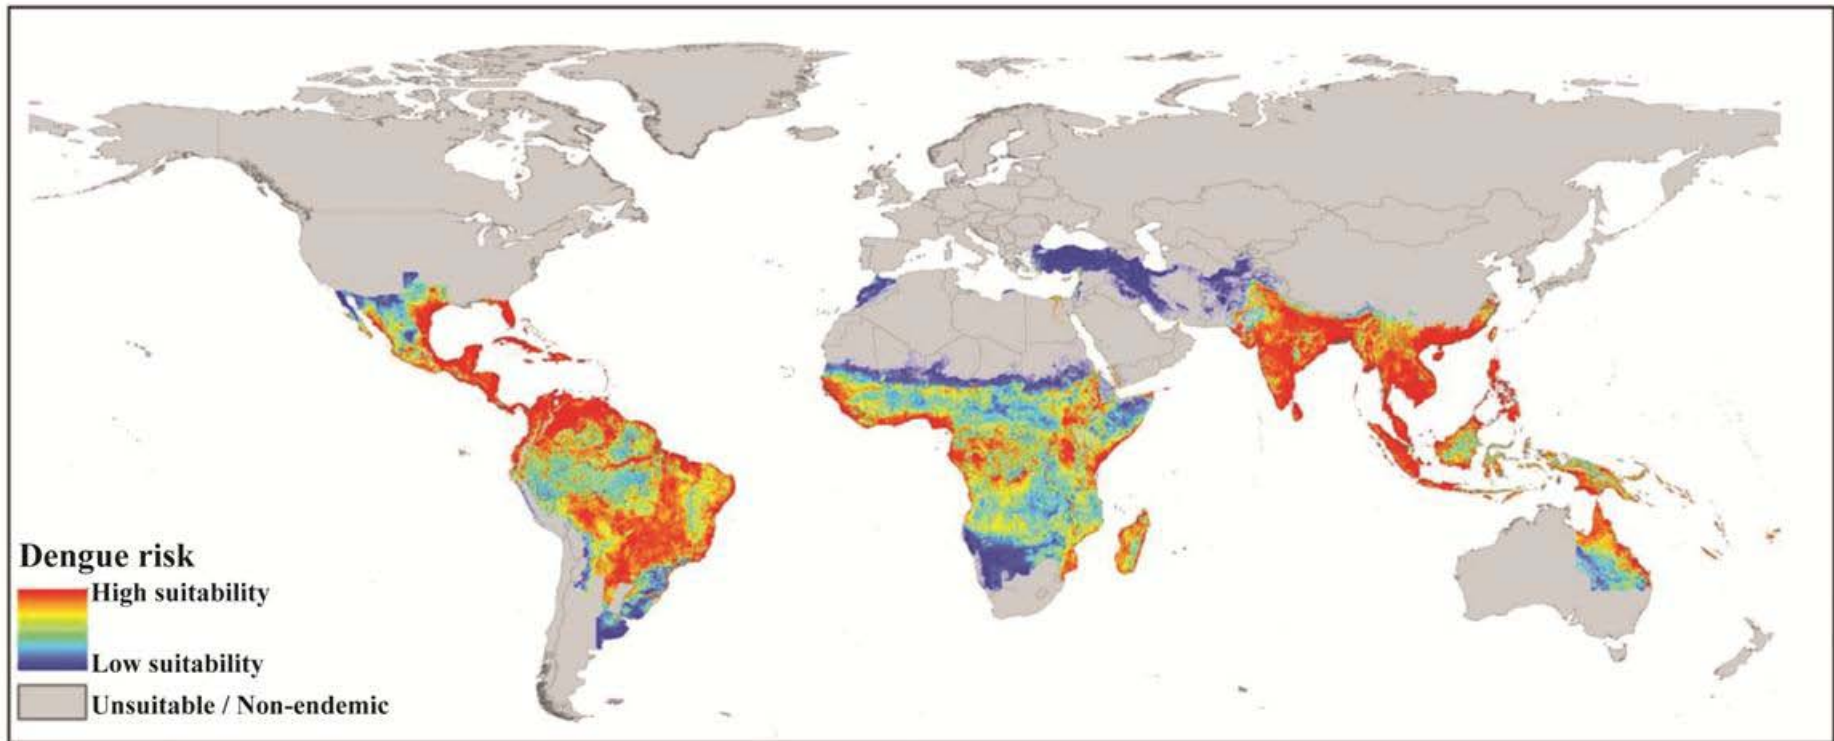 Dengue risk
High suitability
Low suitability
Unsuitable / Non-endemic